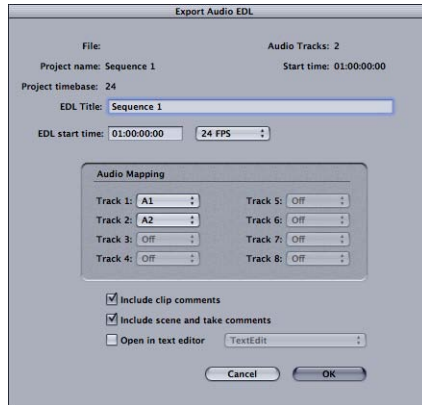 Export Audio EDL
File: Audio Tracks: 2
Project name: Sequence 1 Start time: 01:00:00:00
Project timebase: 24
EDL Title: Sequence 1
EDL start time: 01:00:00:00 24 FPS
Audio Mapping
Track 1: A1 Track 5: Off
Track 2: A2 Track 6: Off
Track 3: Off Track 7: Off
Track 4: Off Track 8: Off
Include clip comments
Include scene and take comments
Open in text editor TextEdit
Cancel OK